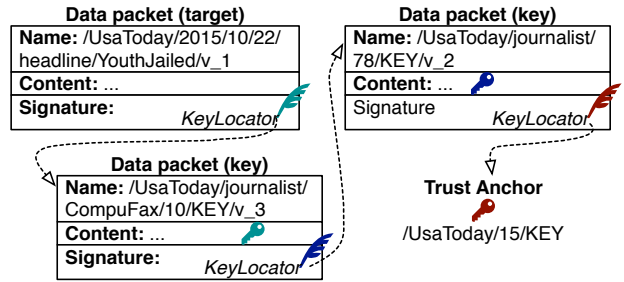 Data packet (target)
Name: /UsaToday/2015/10/22/
headline/YouthJailed/v_1
Content: ...
Signature:
KeyLocator
Data packet (key)
Name: /UsaToday/journalist/
CompuFax/10/KEY/v_3
Content: ...
Signature:
KeyLocator
Data packet (key)
Name: /UsaToday/journalist/
78/KEY/v_2
Content: ...
Signature
KeyLocator
Trust Anchor
/UsaToday/15/KEY